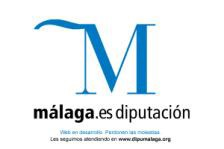 M
málaga.es diputación
Web en desarrollo. Perdonen las molestias
Les seguimos atendiendo en www.dipumalaga.org